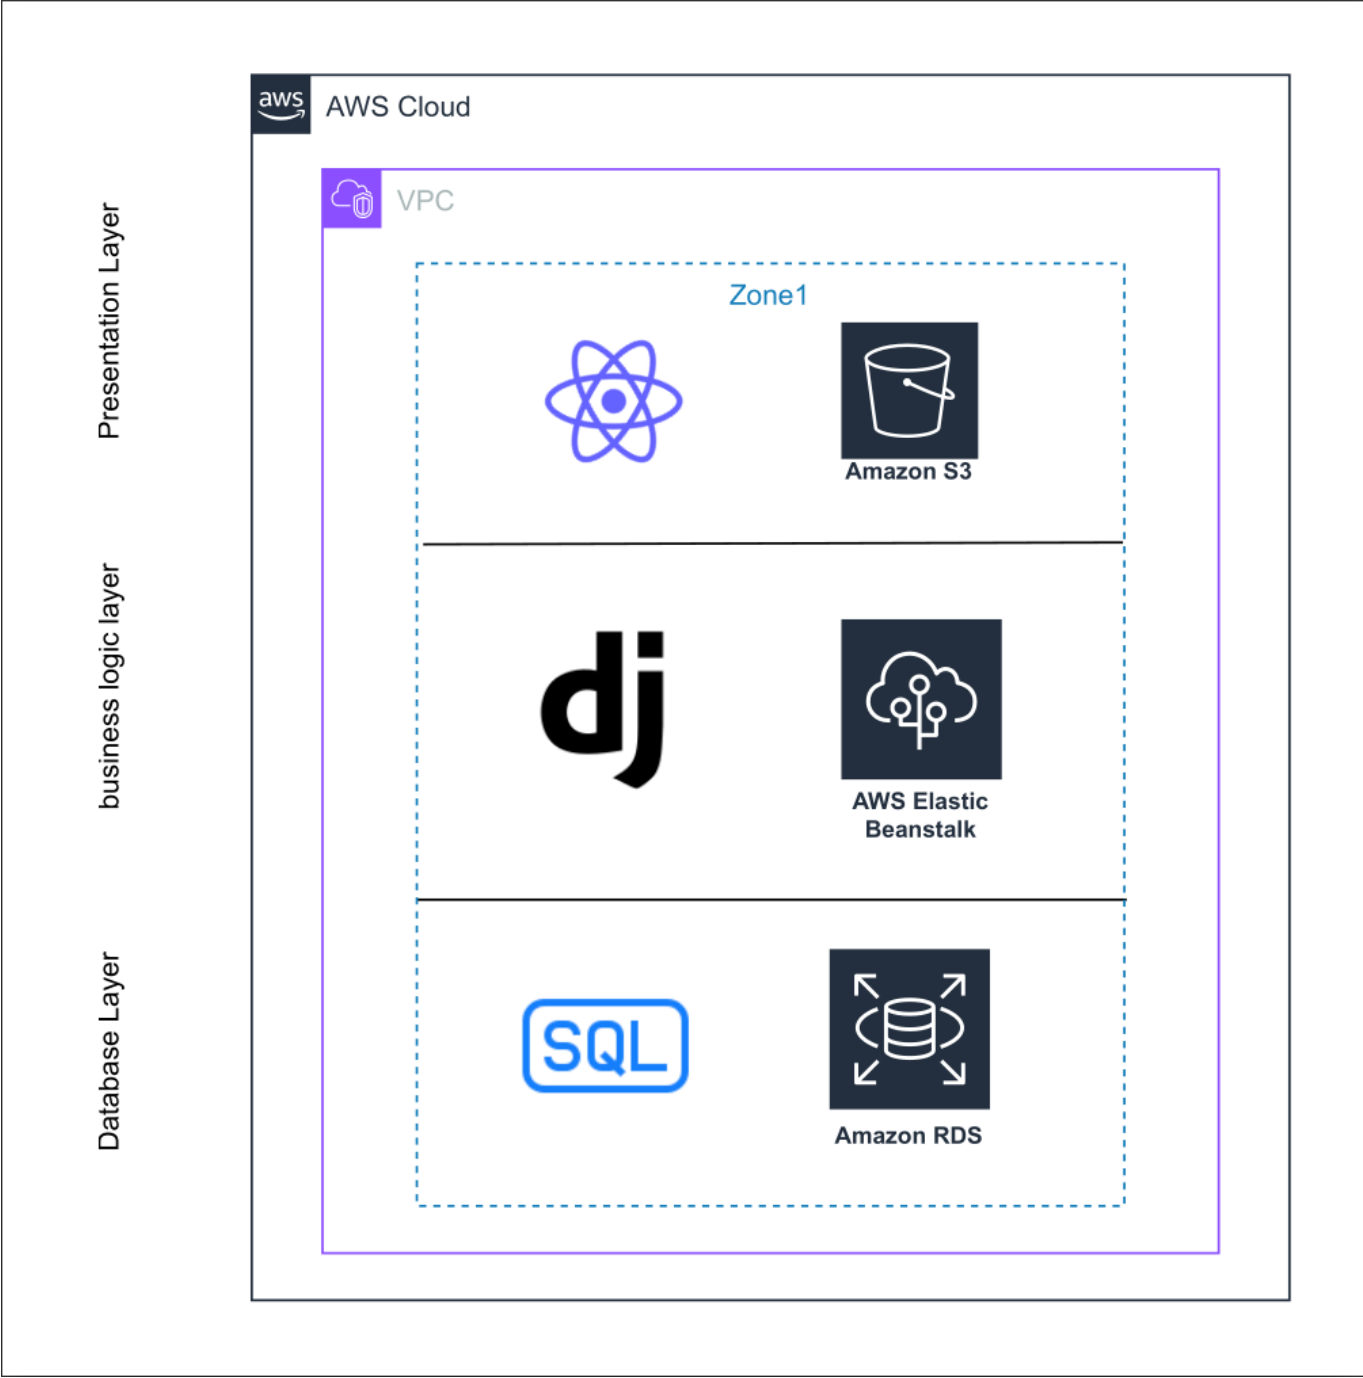 aws
AWS Cloud
VPC
Zone1
Presentation Layer
Amazon S3
business logic layer
dj
AWS Elastic
Beanstalk
Database Layer
SQL
Amazon RDS